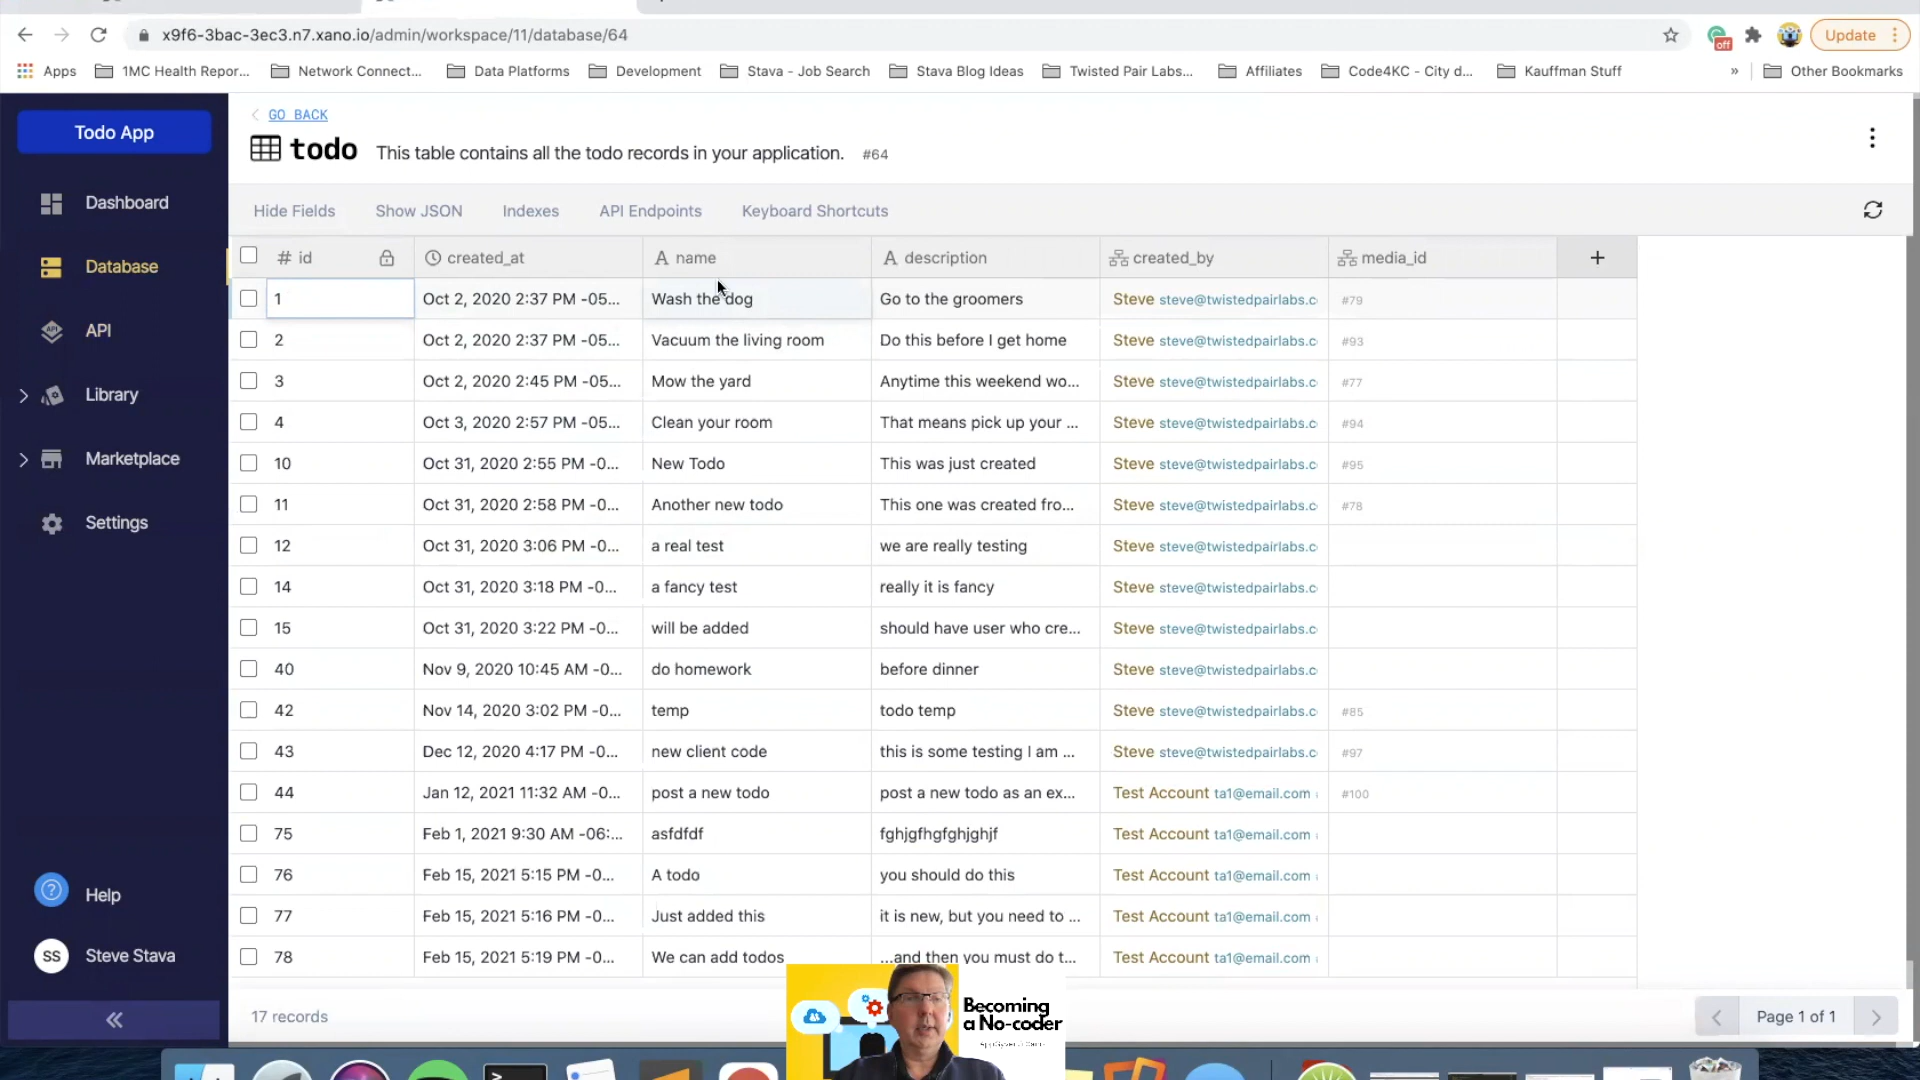 x9f6-3bac-3ec3.n7.xano.io/admin/workspace/11/database/64
off
Update
Apps
1MC Health Repor...
Network Connect...
Data Platforms
Development
Stava - Job Search
Stava Blog Ideas
Twisted Pair Labs...
Affiliates
Code4KC - City d...
Kauffman Stuff
»
Other Bookmarks
Todo App
Dashboard
Database
API
Library
Marketplace
Settings
Help
SS
Steve Stava
GO BACK
todo This table contains all the todo records in your application. #64
Hide Fields Show JSON Indexes API Endpoints Keyboard Shortcuts
# id created_at A name A description created_by media_id +
1 Oct 2, 2020 2:37 PM -05... Wash the dog Go to the groomers Steve steve@twistedpairlabs.c #79
2 Oct 2, 2020 2:37 PM -05... Vacuum the living room Do this before I get home Steve steve@twistedpairlabs.c #93
3 Oct 2, 2020 2:45 PM -05... Mow the yard Anytime this weekend wo... Steve steve@twistedpairlabs.c #77
4 Oct 3, 2020 2:57 PM -05... Clean your room That means pick up your ... Steve steve@twistedpairlabs.c #94
10 Oct 31, 2020 2:55 PM -0... New Todo This was just created Steve steve@twistedpairlabs.c #95
11 Oct 31, 2020 2:58 PM -0... Another new todo This one was created fro... Steve steve@twistedpairlabs.c #78
12 Oct 31, 2020 3:06 PM -0... a real test we are really testing Steve steve@twistedpairlabs.c
14 Oct 31, 2020 3:18 PM -0... a fancy test really it is fancy Steve steve@twistedpairlabs.c
15 Oct 31, 2020 3:22 PM -0... will be added should have user who cre... Steve steve@twistedpairlabs.c
40 Nov 9, 2020 10:45 AM -0... do homework before dinner Steve steve@twistedpairlabs.c
42 Nov 14, 2020 3:02 PM -0... temp todo temp Steve steve@twistedpairlabs.c #85
43 Dec 12, 2020 4:17 PM -0... new client code this is some testing I am ... Steve steve@twistedpairlabs.c #97
44 Jan 12, 2021 11:32 AM -0... post a new todo post a new todo as an ex... Test Account ta1@email.com #100
75 Feb 1, 2021 9:30 AM -06:... asfdfdf fghjgfhgfghjghjf Test Account ta1@email.com
76 Feb 15, 2021 5:15 PM -0... A todo you should do this Test Account ta1@email.com
77 Feb 15, 2021 5:16 PM -0... Just added this it is new, but you need to ... Test Account ta1@email.com
78 Feb 15, 2021 5:19 PM -0... We can add todos ...and then you must do t... Test Account ta1@email.com
17 records
Page 1 of 1
Becoming
a No-coder